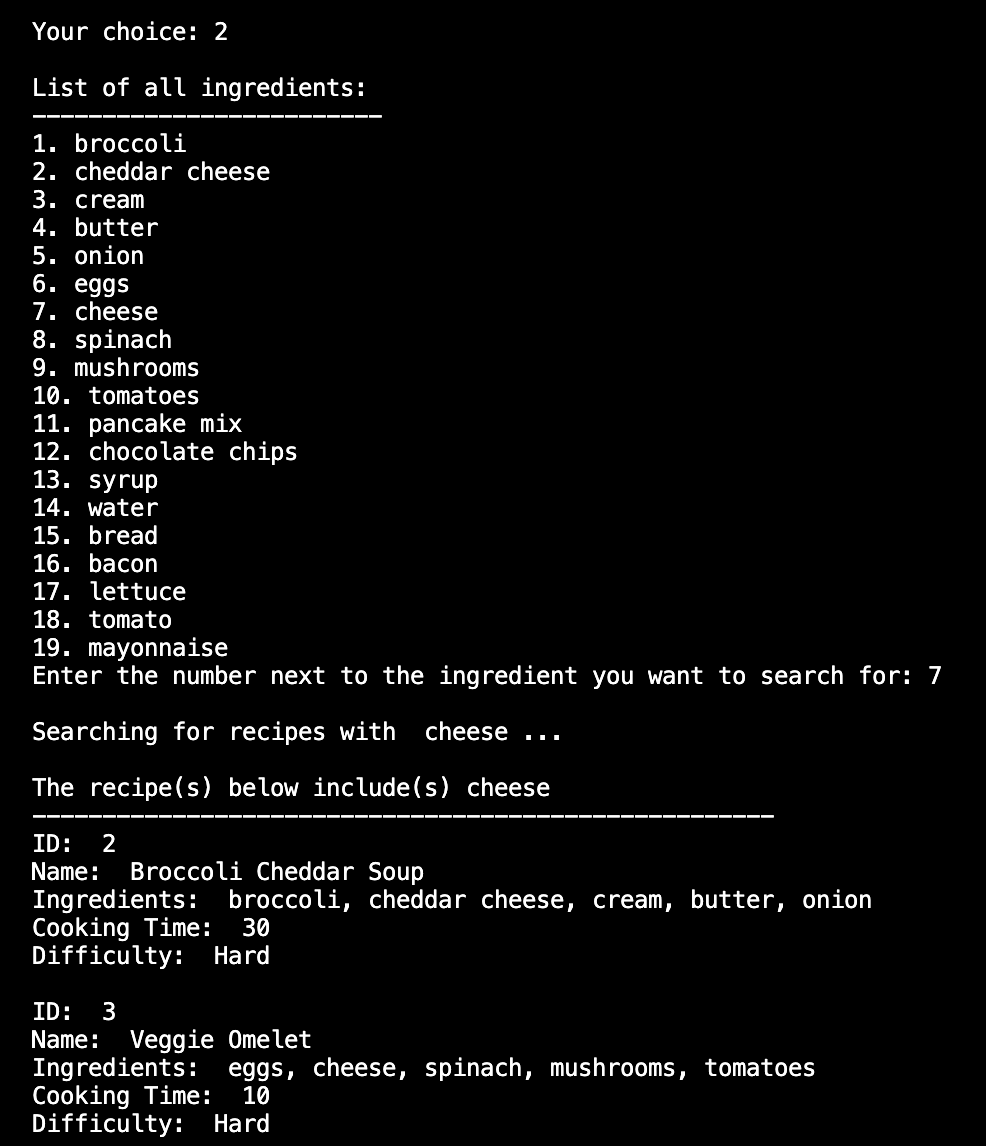 Your choice: 2
List of all ingredients:
-------------------------
1. broccoli
2. cheddar cheese
3. cream
4. butter
5. onion
6. eggs
7. cheese
8. spinach
9. mushrooms
10. tomatoes
11. pancake mix
12. chocolate chips
13. syrup
14. water
15. bread
16. bacon
17. lettuce
18. tomato
19. mayonnaise
Enter the number next to the ingredient you want to search for: 7
Searching for recipes with  cheese ...
The recipe(s) below include(s) cheese
-----------------------------------------------------
ID:  2
Name:  Broccoli Cheddar Soup
Ingredients:  broccoli, cheddar cheese, cream, butter, onion
Cooking Time:  30
Difficulty:  Hard
ID:  3
Name:  Veggie Omelet
Ingredients:  eggs, cheese, spinach, mushrooms, tomatoes
Cooking Time:  10
Difficulty:  Hard